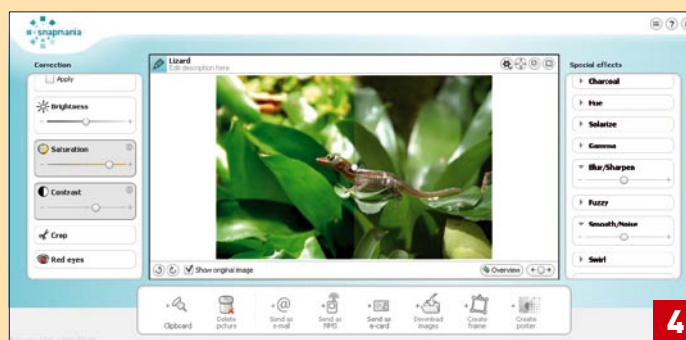 snapmania
Correction
Apply
Brightness
Saturation
Contrast
Crop
Red eyes
Lizard
Edit description here
Show original image
Overview
Special effects
Charcoal
Hue
Solarize
Gamma
Blur/Sharpen
Fuzzy
Smooth/Noise
Swirl
Clipboard
Delete
picture
Send as
e-mail
Send as
MMS
Send as
e-card
Download
images
Create
frame
Create
poster
4